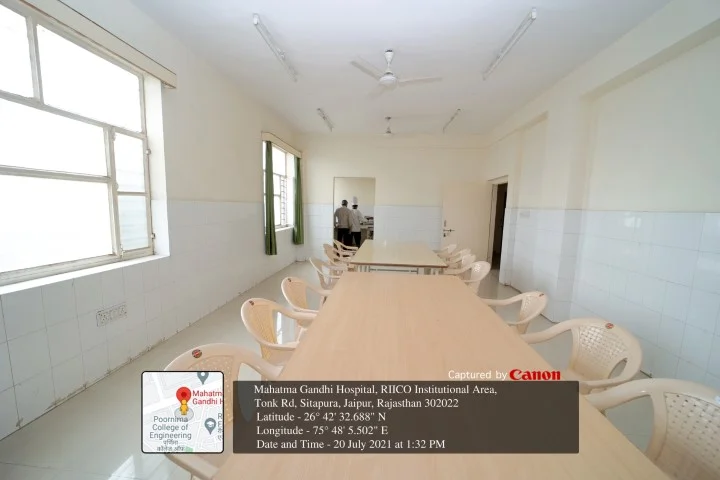 Captured by Canon
Mahatma Gandhi Hospital, RIICO Institutional Area,
Tonk Rd, Sitapura, Jaipur, Rajasthan 302022
Latitude - 26° 42' 32.688" N
Longitude - 75° 48' 5.502" E
Date and Time - 20 July 2021 at 1:32 PM
Mahatm
Gandhi H
Poornima
College of
Engineering